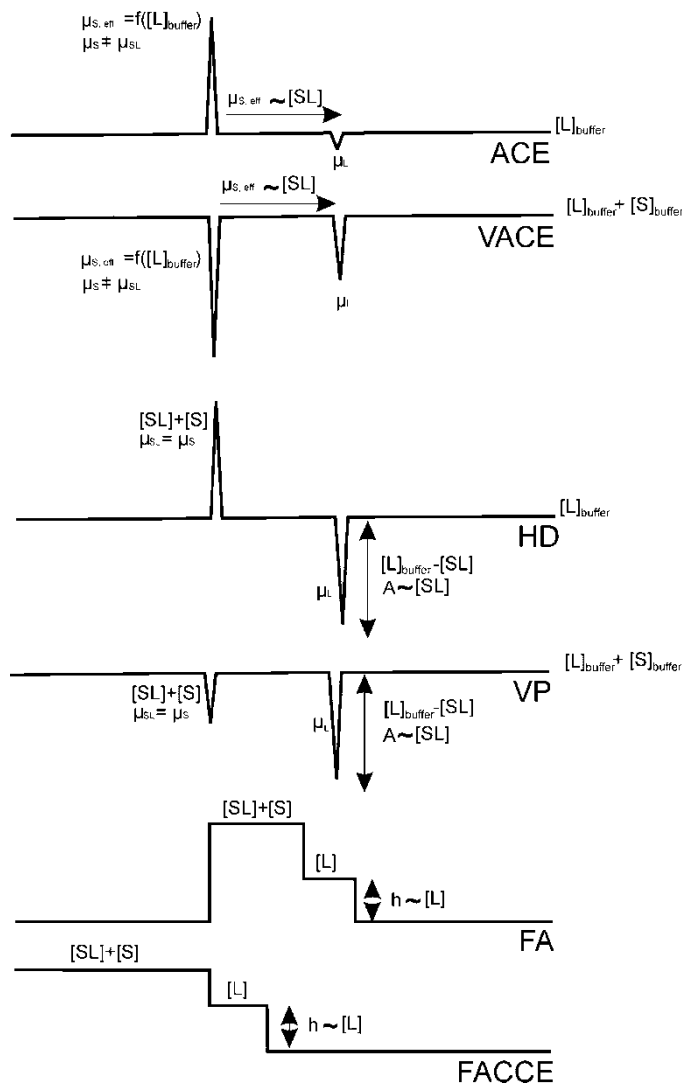 μS, eff =f([L]buffer)
μS ≠ μSL
μS, eff ~[SL]
[L]buffer
μL
ACE
μS, eff ~[SL]
[L]buffer+ [S]buffer
VACE
μS, eff =f([L]buffer)
μS ≠ μSL
μL
[SL]+[S]
μSL= μS
[L]buffer
HD
[L]buffer-[SL]
A~[SL]
μL
[L]buffer+ [S]buffer
VP
[SL]+[S]
μSL= μS
[L]buffer-[SL]
A~[SL]
μL
[SL]+[S]
[L]
h~[L]
FA
[SL]+[S]
[L]
h~[L]
FACCE